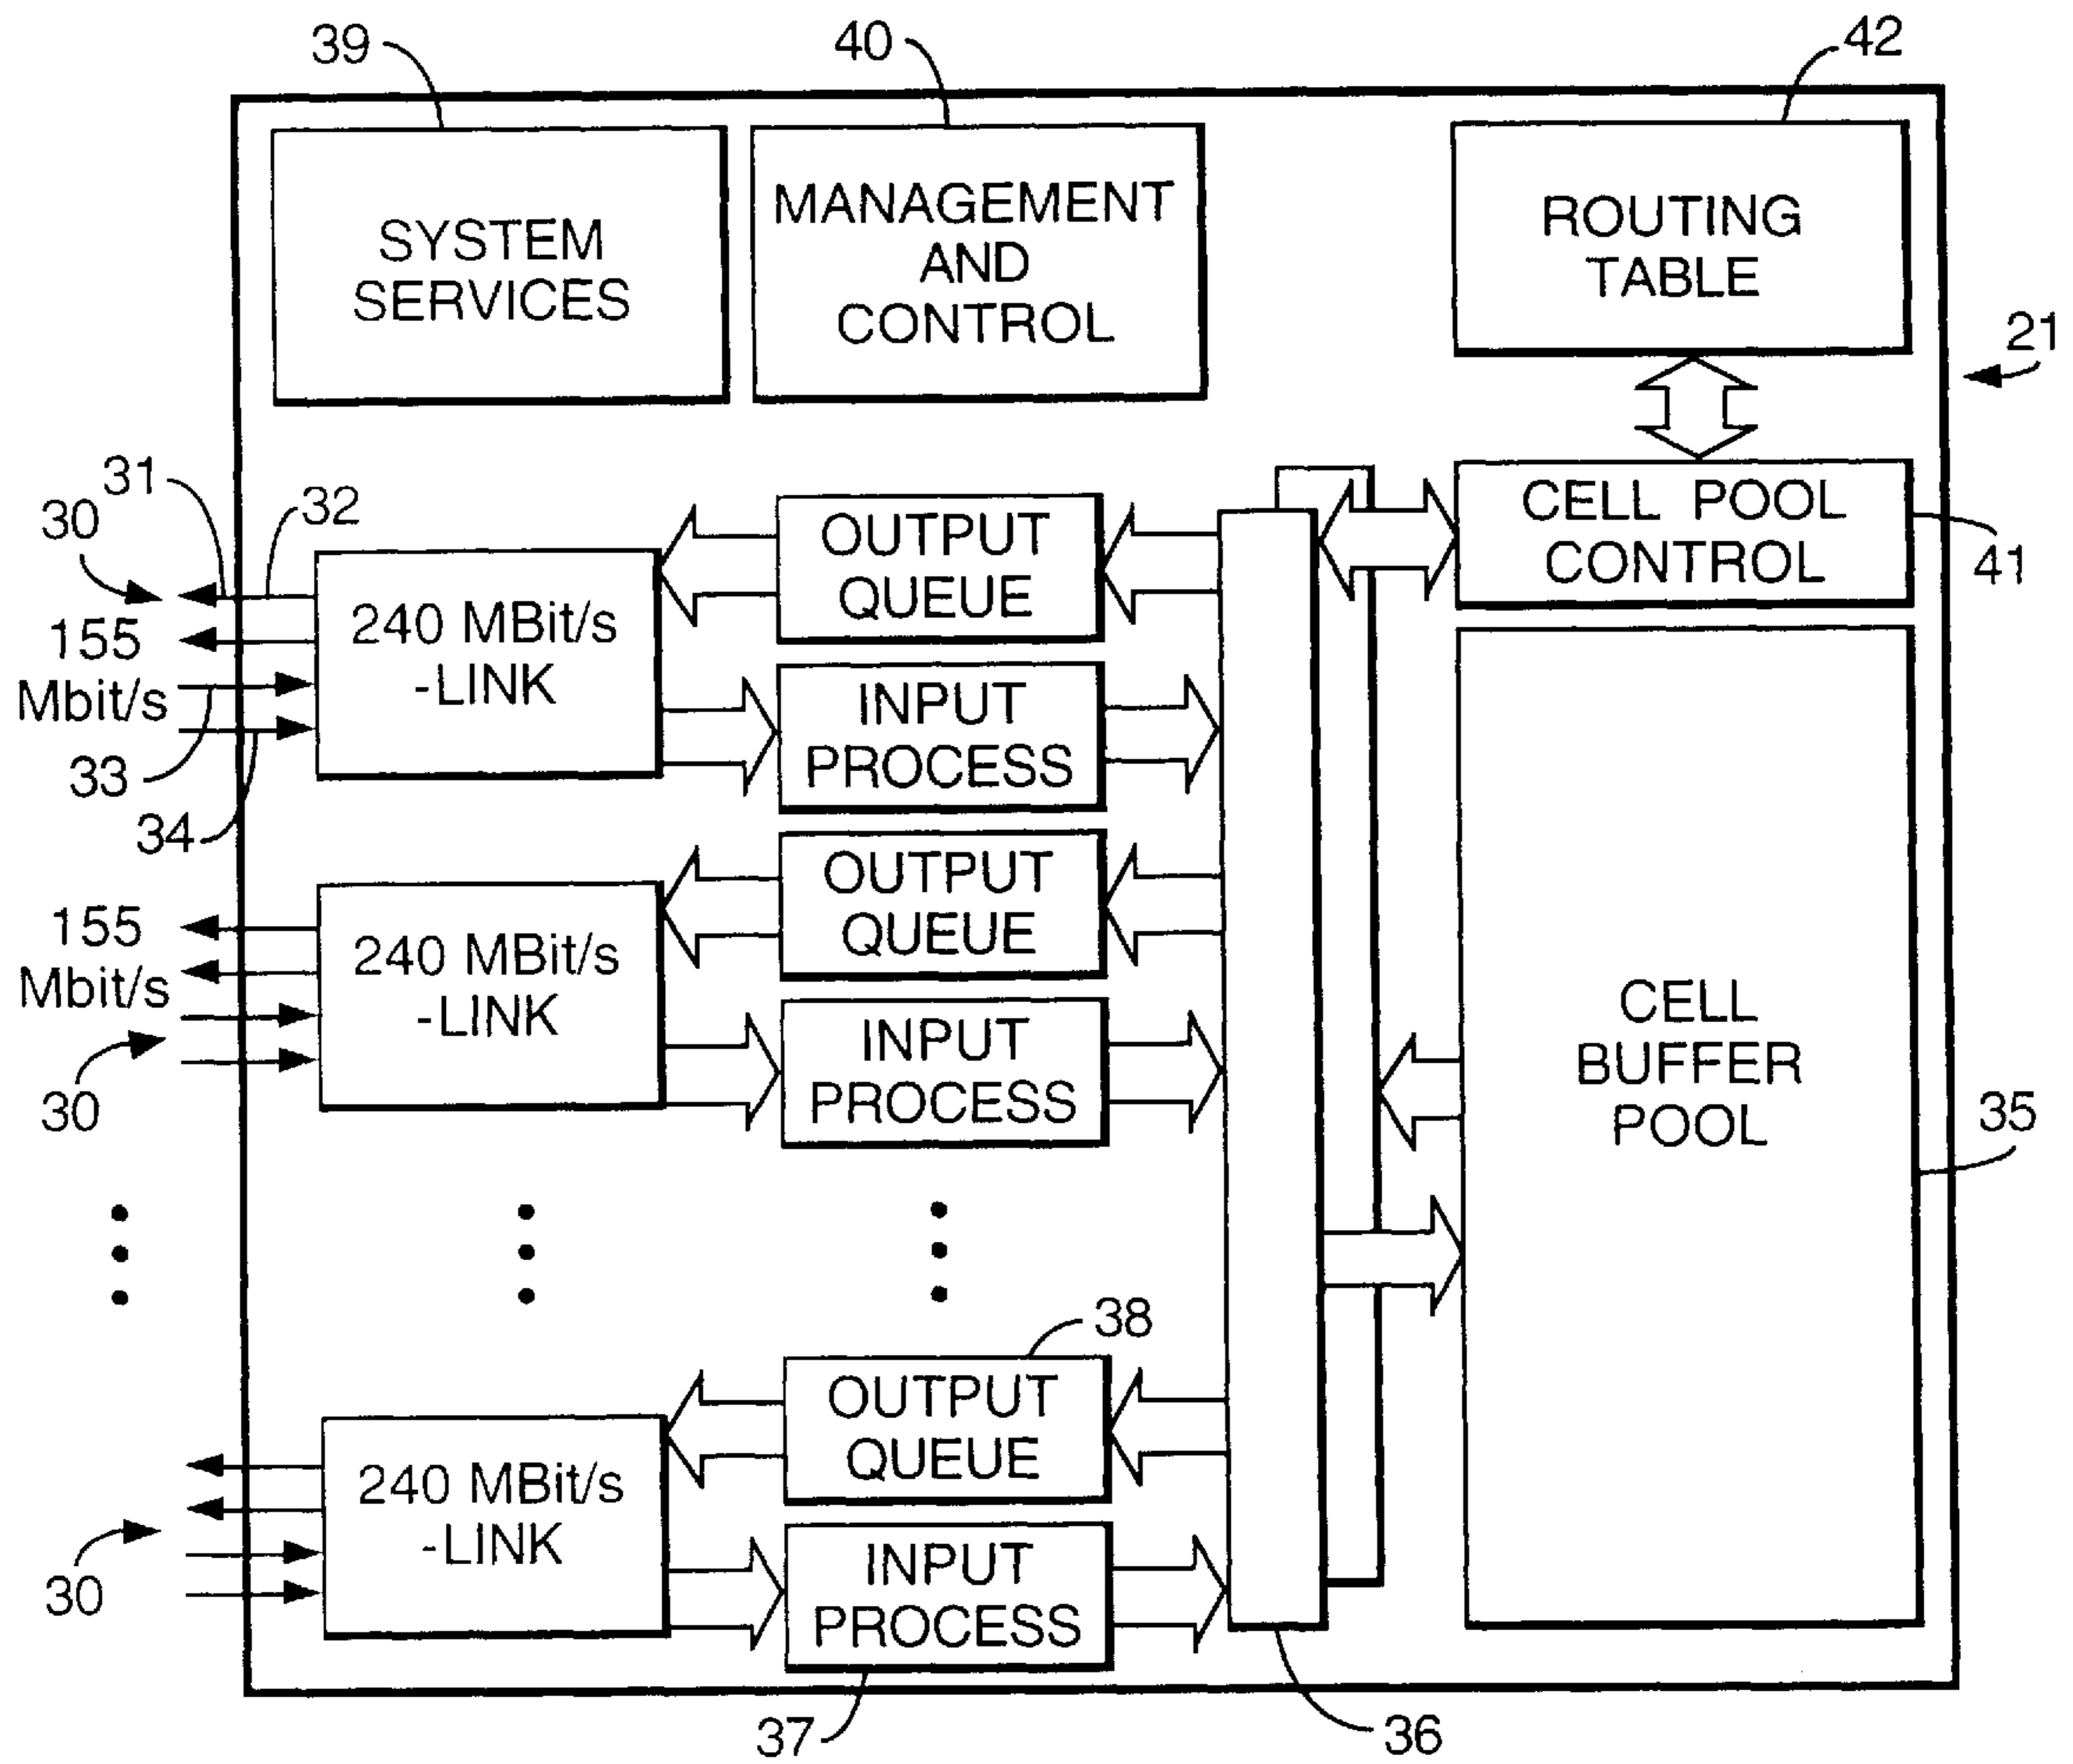 39
40
42
SYSTEM
SERVICES
MANAGEMENT
AND
CONTROL
ROUTING
TABLE
21
31
32
30
155
Mbit/s
33
34
240 MBit/s
-LINK
OUTPUT
QUEUE
INPUT
PROCESS
CELL POOL
CONTROL
41
155
Mbit/s
30
240 MBit/s
-LINK
OUTPUT
QUEUE
INPUT
PROCESS
CELL
BUFFER
POOL
35
38
30
240 MBit/s
-LINK
OUTPUT
QUEUE
INPUT
PROCESS
37
36